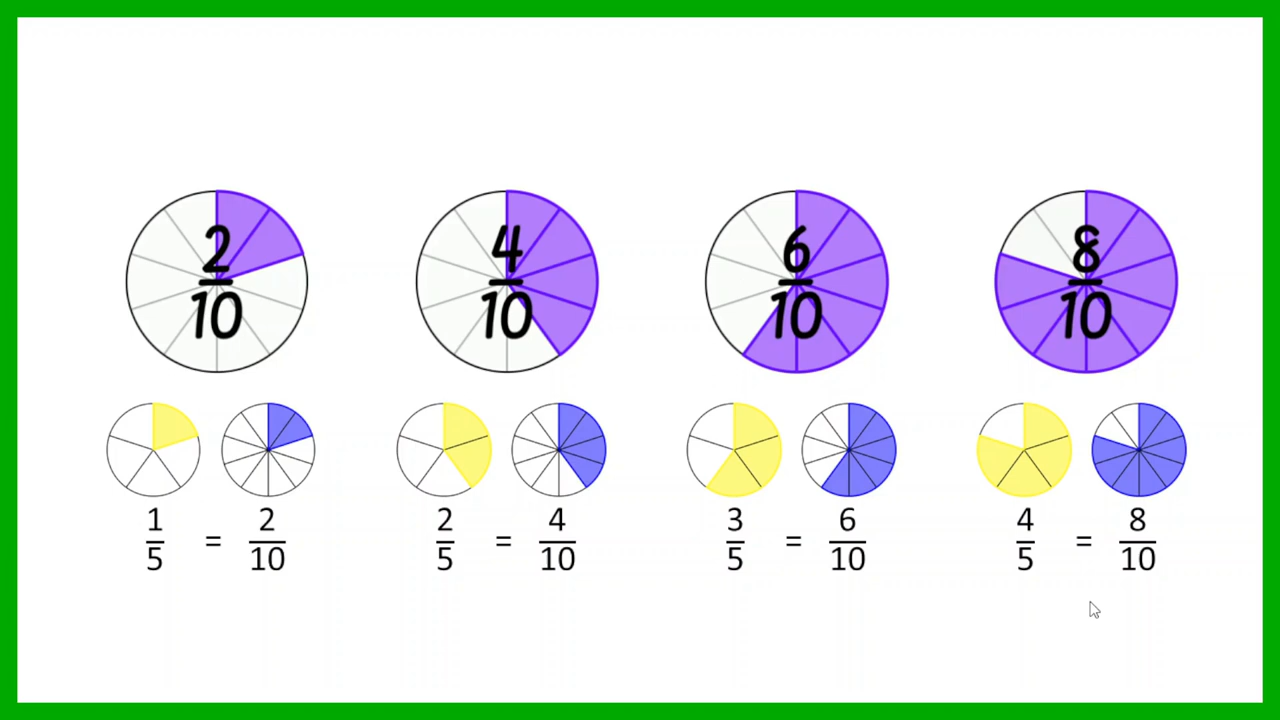 2/10
4/10
6/10
8/10
1/5 = 2/10
2/5 = 4/10
3/5 = 6/10
4/5 = 8/10